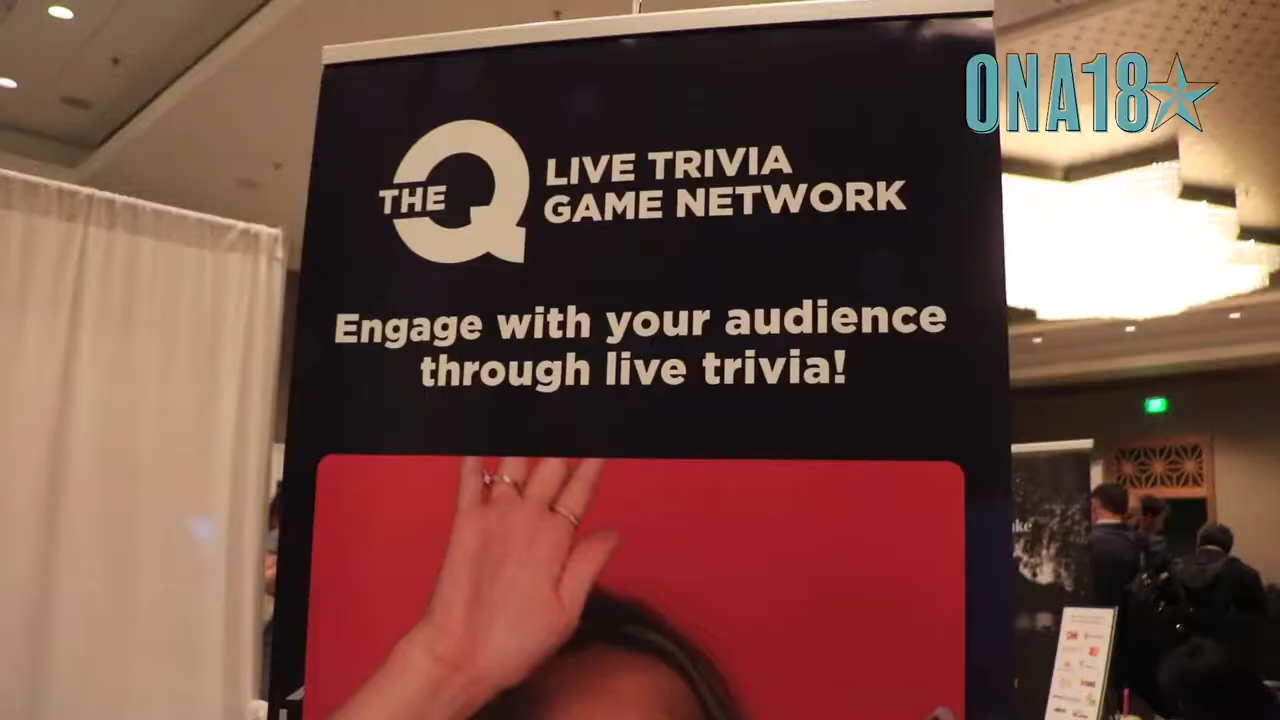 ONA18
THE Q
LIVE TRIVIA
GAME NETWORK
Engage with your audience
through live trivia!